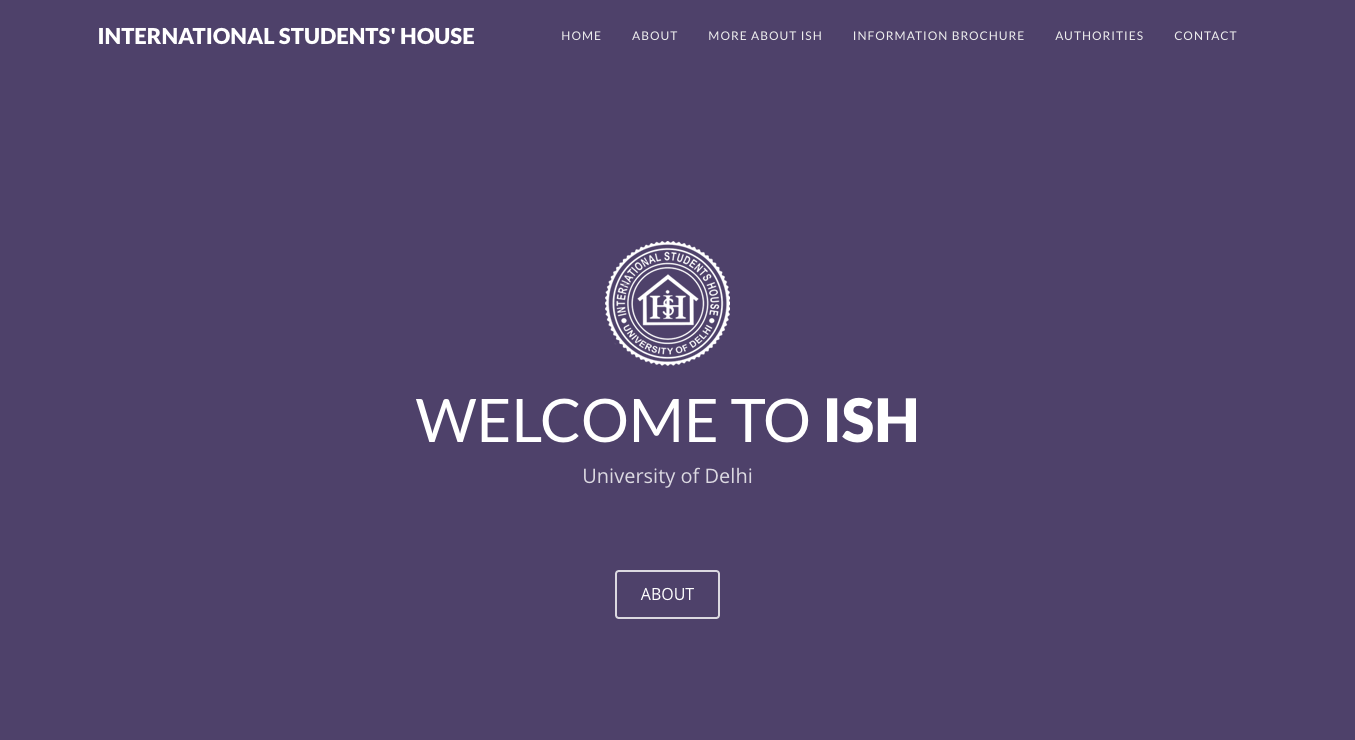 INTERNATIONAL STUDENTS' HOUSE
HOME ABOUT MORE ABOUT ISH INFORMATION BROCHURE AUTHORITIES CONTACT
INTERNATIONAL STUDENTS HOUSE
ISH
UNIVERSITY OF DELHI
WELCOME TO ISH
University of Delhi
ABOUT